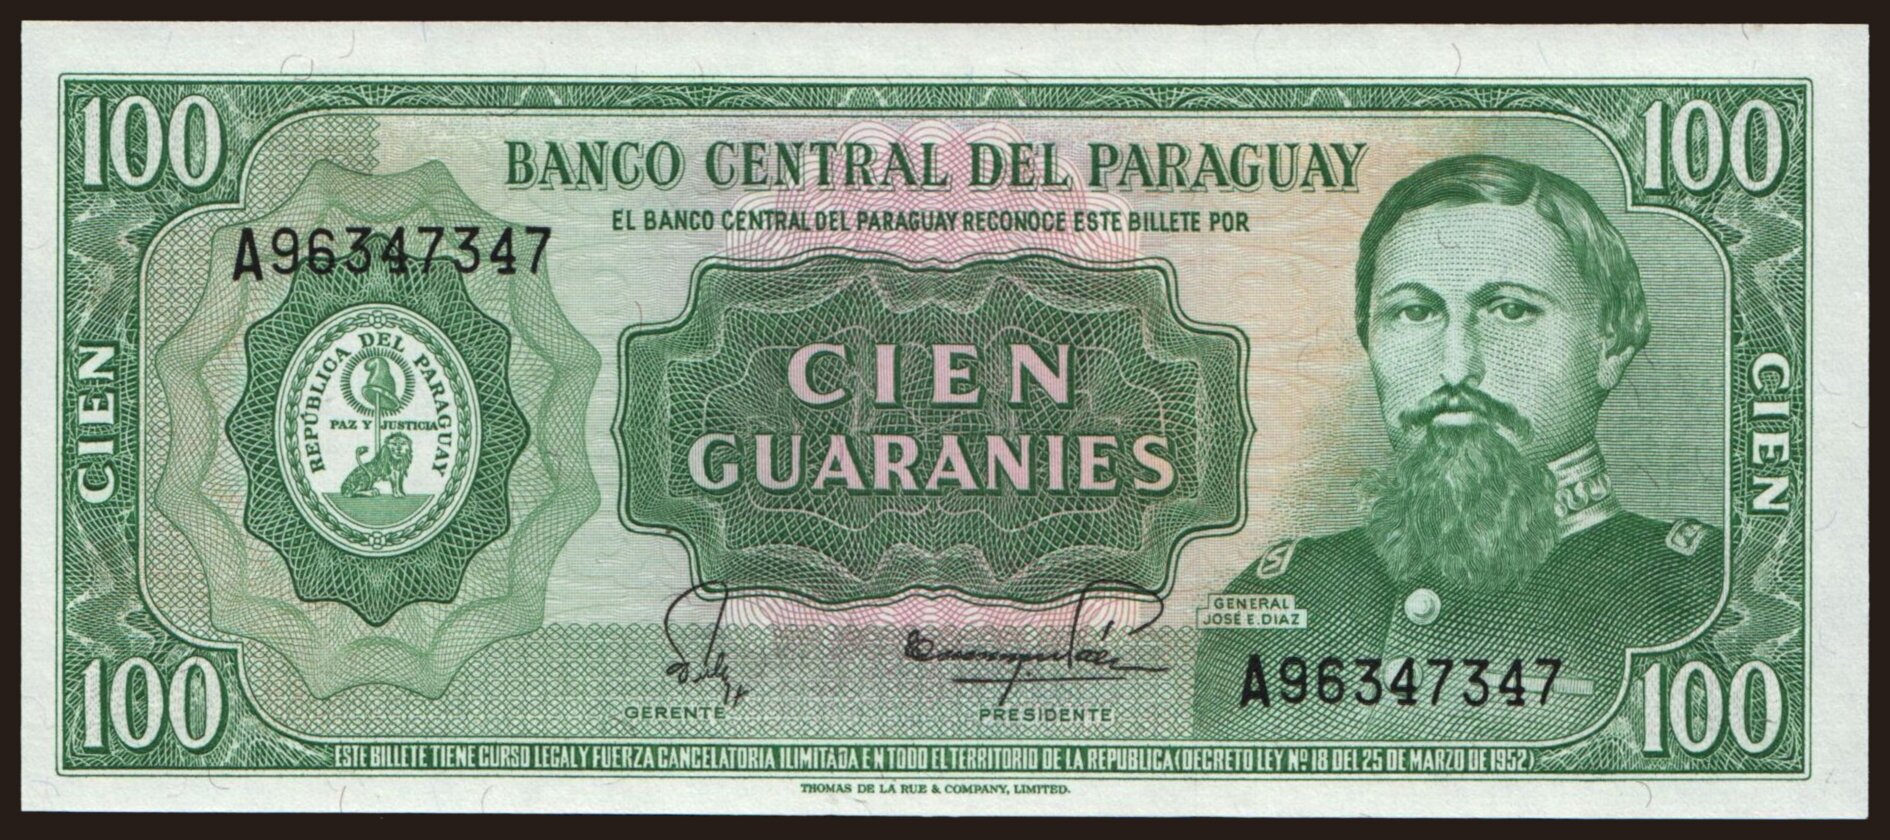 100
100
BANCO CENTRAL DEL PARAGUAY
EL BANCO CENTRAL DEL PARAGUAY RECONOCE ESTE BILLETE POR
A96347347
REPÚBLICA DEL PARAGUAY
PAZ Y JUSTICIA
CIEN
CIEN
GUARANIES
CIEN
GENERAL
JOSÉ E. DIAZ
A96347347
GERENTE
PRESIDENTE
100
100
ESTE BILLETE TIENE CURSO LEGAL Y FUERZA CANCELATORIA ILIMITADA EN TODO EL TERRITORIO DE LA REPUBLICA (DECRETO LEY Nº 18 DEL 25 DE MARZO DE 1952)
THOMAS DE LA RUE & COMPANY, LIMITED.